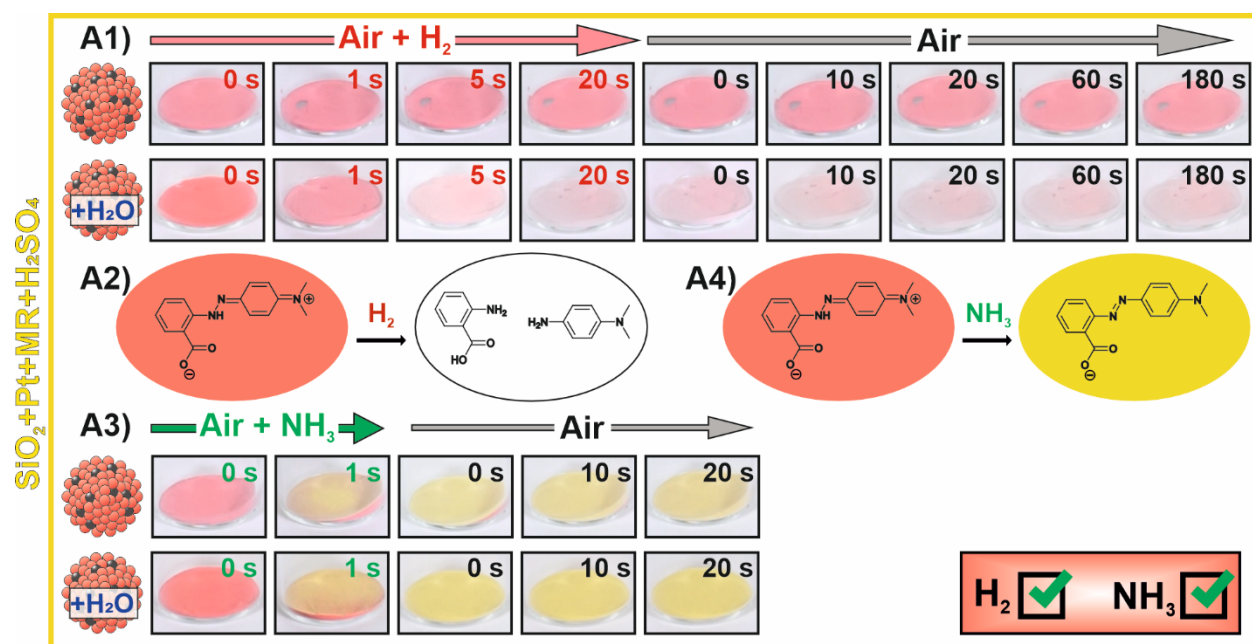 SiO₂+Pt+MR+H₂SO₄
A1) Air + H₂ Air
0 s 1 s 5 s 20 s 0 s 10 s 20 s 60 s 180 s
+H₂O 0 s 1 s 5 s 20 s 0 s 10 s 20 s 60 s 180 s
A2)
N
NH
N
⊕
O
O
⊖
H₂
NH₂
O
HO
H₂N
N
A4)
N
NH
N
⊕
O
O
⊖
NH₃
N
N
N
O
O
⊖
A3) Air + NH₃ Air
0 s 1 s 0 s 10 s 20 s
+H₂O 0 s 1 s 0 s 10 s 20 s
H₂ NH₃